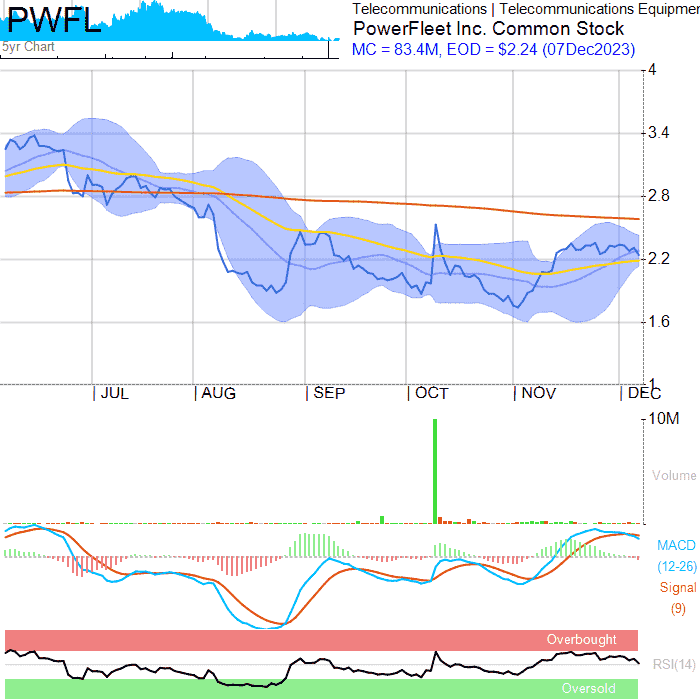 PWFL
5yr Chart
Telecommunications | Telecommunications Equipmen
PowerFleet Inc. Common Stock
MC = 83.4M, EOD = $2.24 (07Dec2023)
4
3.4
2.8
2.2
1.6
1
JUL AUG SEP OCT NOV DEC
10M
Volume
MACD
(12-26)
Signal
(9)
Overbought
RSI(14)
Oversold